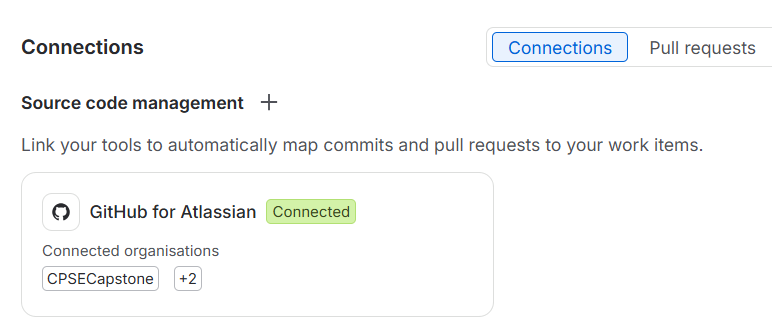 Connections
Connections Pull requests
Source code management +
Link your tools to automatically map commits and pull requests to your work items.
GitHub for Atlassian Connected
Connected organisations
CPSECapstone +2